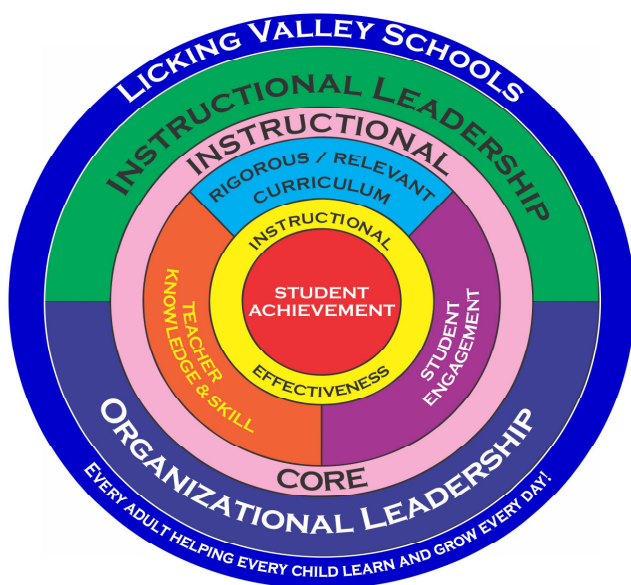 LICKING VALLEY SCHOOLS
INSTRUCTIONAL LEADERSHIP
INSTRUCTIONAL
RIGOROUS / RELEVANT
CURRICULUM
INSTRUCTIONAL
STUDENT
ACHIEVEMENT
EFFECTIVENESS
TEACHER
KNOWLEDGE & SKILL
STUDENT
ENGAGEMENT
CORE
ORGANIZATIONAL LEADERSHIP
EVERY ADULT HELPING EVERY CHILD LEARN AND GROW EVERY DAY!